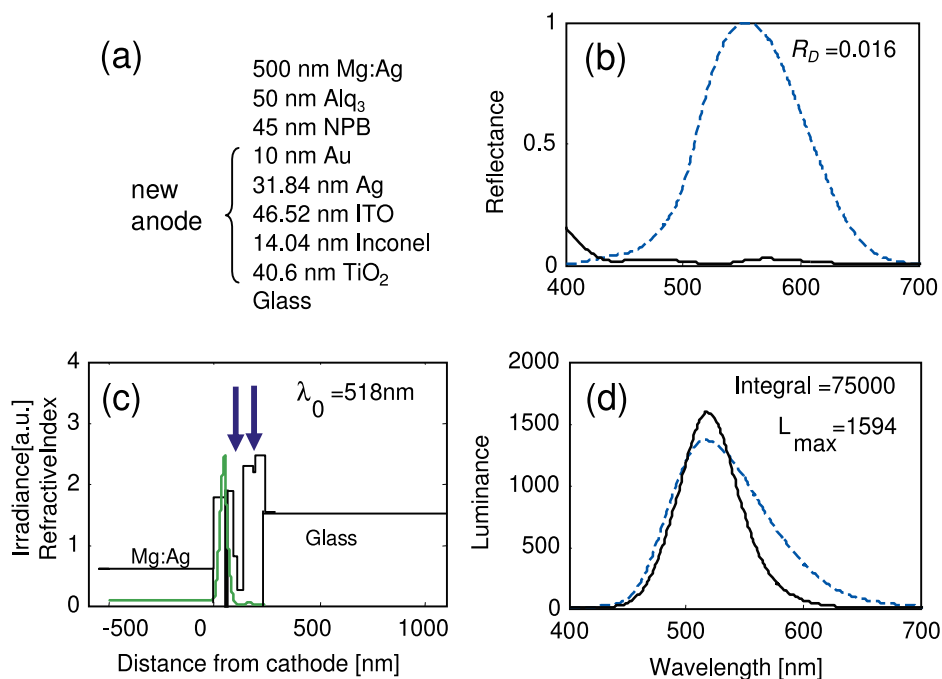 (a)
500 nm Mg:Ag
50 nm Alq3
45 nm NPB
10 nm Au
31.84 nm Ag
46.52 nm ITO
14.04 nm Inconel
40.6 nm TiO2
Glass
new
anode
(b)
R_D =0.016
Reflectance
1
0.5
0
400
500
600
700
(c)
λ0 =518nm
Irradiance[a.u.]
RefractiveIndex
4
3
2
1
0
Mg:Ag
Glass
-500
0
500
1000
Distance from cathode [nm]
(d)
Integral =75000
L_max=1594
Luminance
2000
1500
1000
500
0
400
500
600
700
Wavelength [nm]